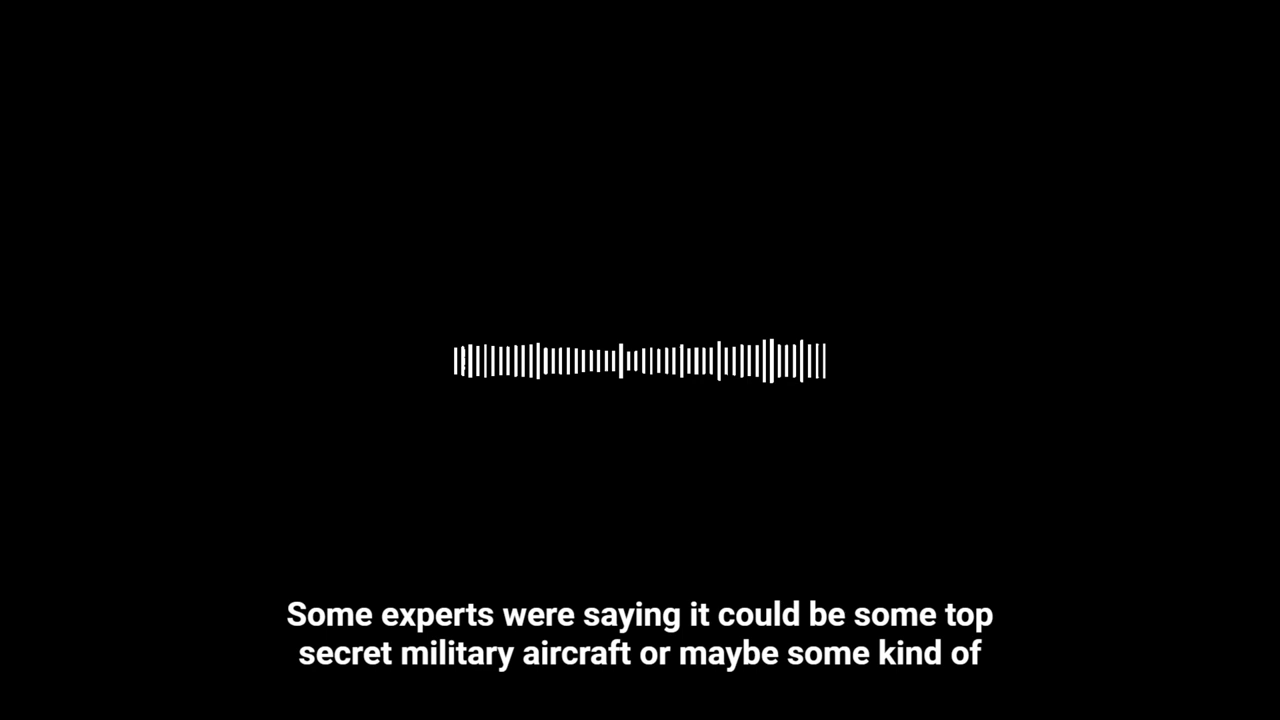 Some experts were saying it could be some top
secret military aircraft or maybe some kind of